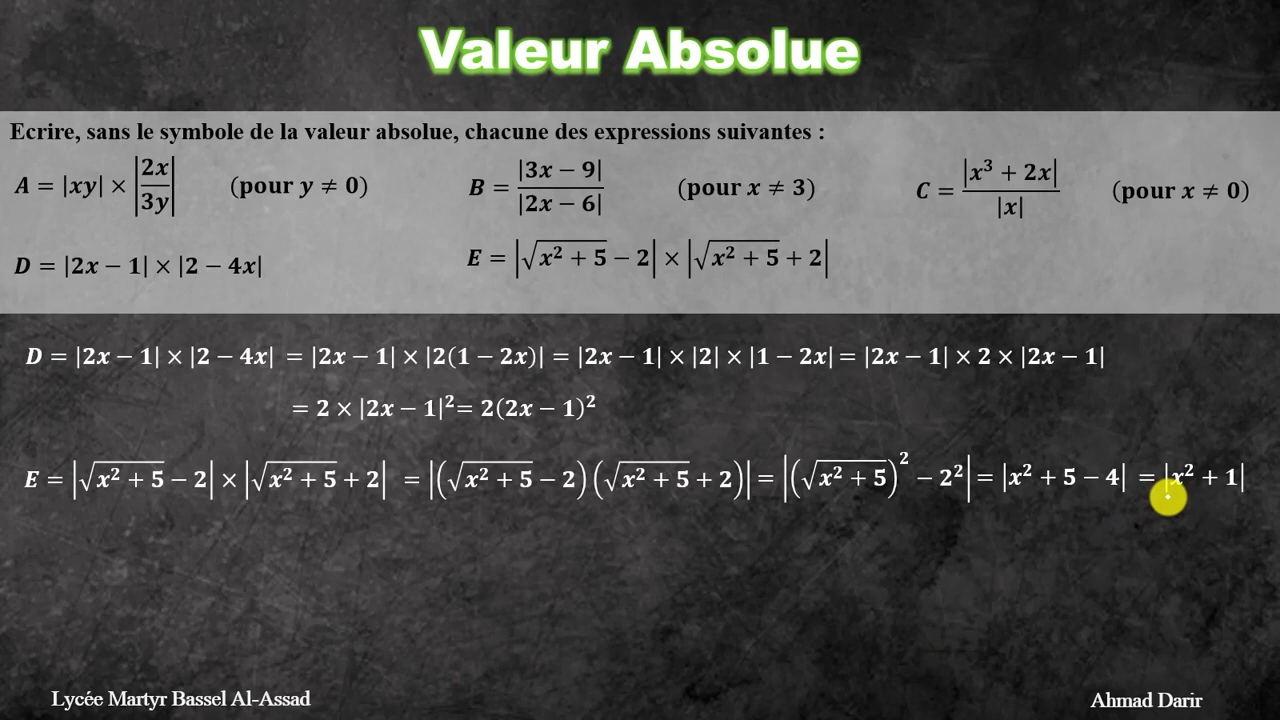 Valeur Absolue
Ecrire, sans le symbole de la valeur absolue, chacune des expressions suivantes :
A = |xy| × |2x/3y| (pour y ≠ 0) B = |3x − 9|/|2x − 6| (pour x ≠ 3) C = |x³ + 2x|/|x| (pour x ≠ 0)
D = |2x − 1| × |2 − 4x| E = |√(x² + 5) − 2| × |√(x² + 5) + 2|
D = |2x − 1| × |2 − 4x| = |2x − 1| × |2(1 − 2x)| = |2x − 1| × |2| × |1 − 2x| = |2x − 1| × 2 × |2x − 1|
= 2 × |2x − 1|² = 2(2x − 1)²
E = |√(x² + 5) − 2| × |√(x² + 5) + 2| = |(√(x² + 5) − 2)(√(x² + 5) + 2)| = |(√(x² + 5))² − 2²| = |x² + 5 − 4| = |x² + 1|
Lycée Martyr Bassel Al-Assad Ahmad Darir